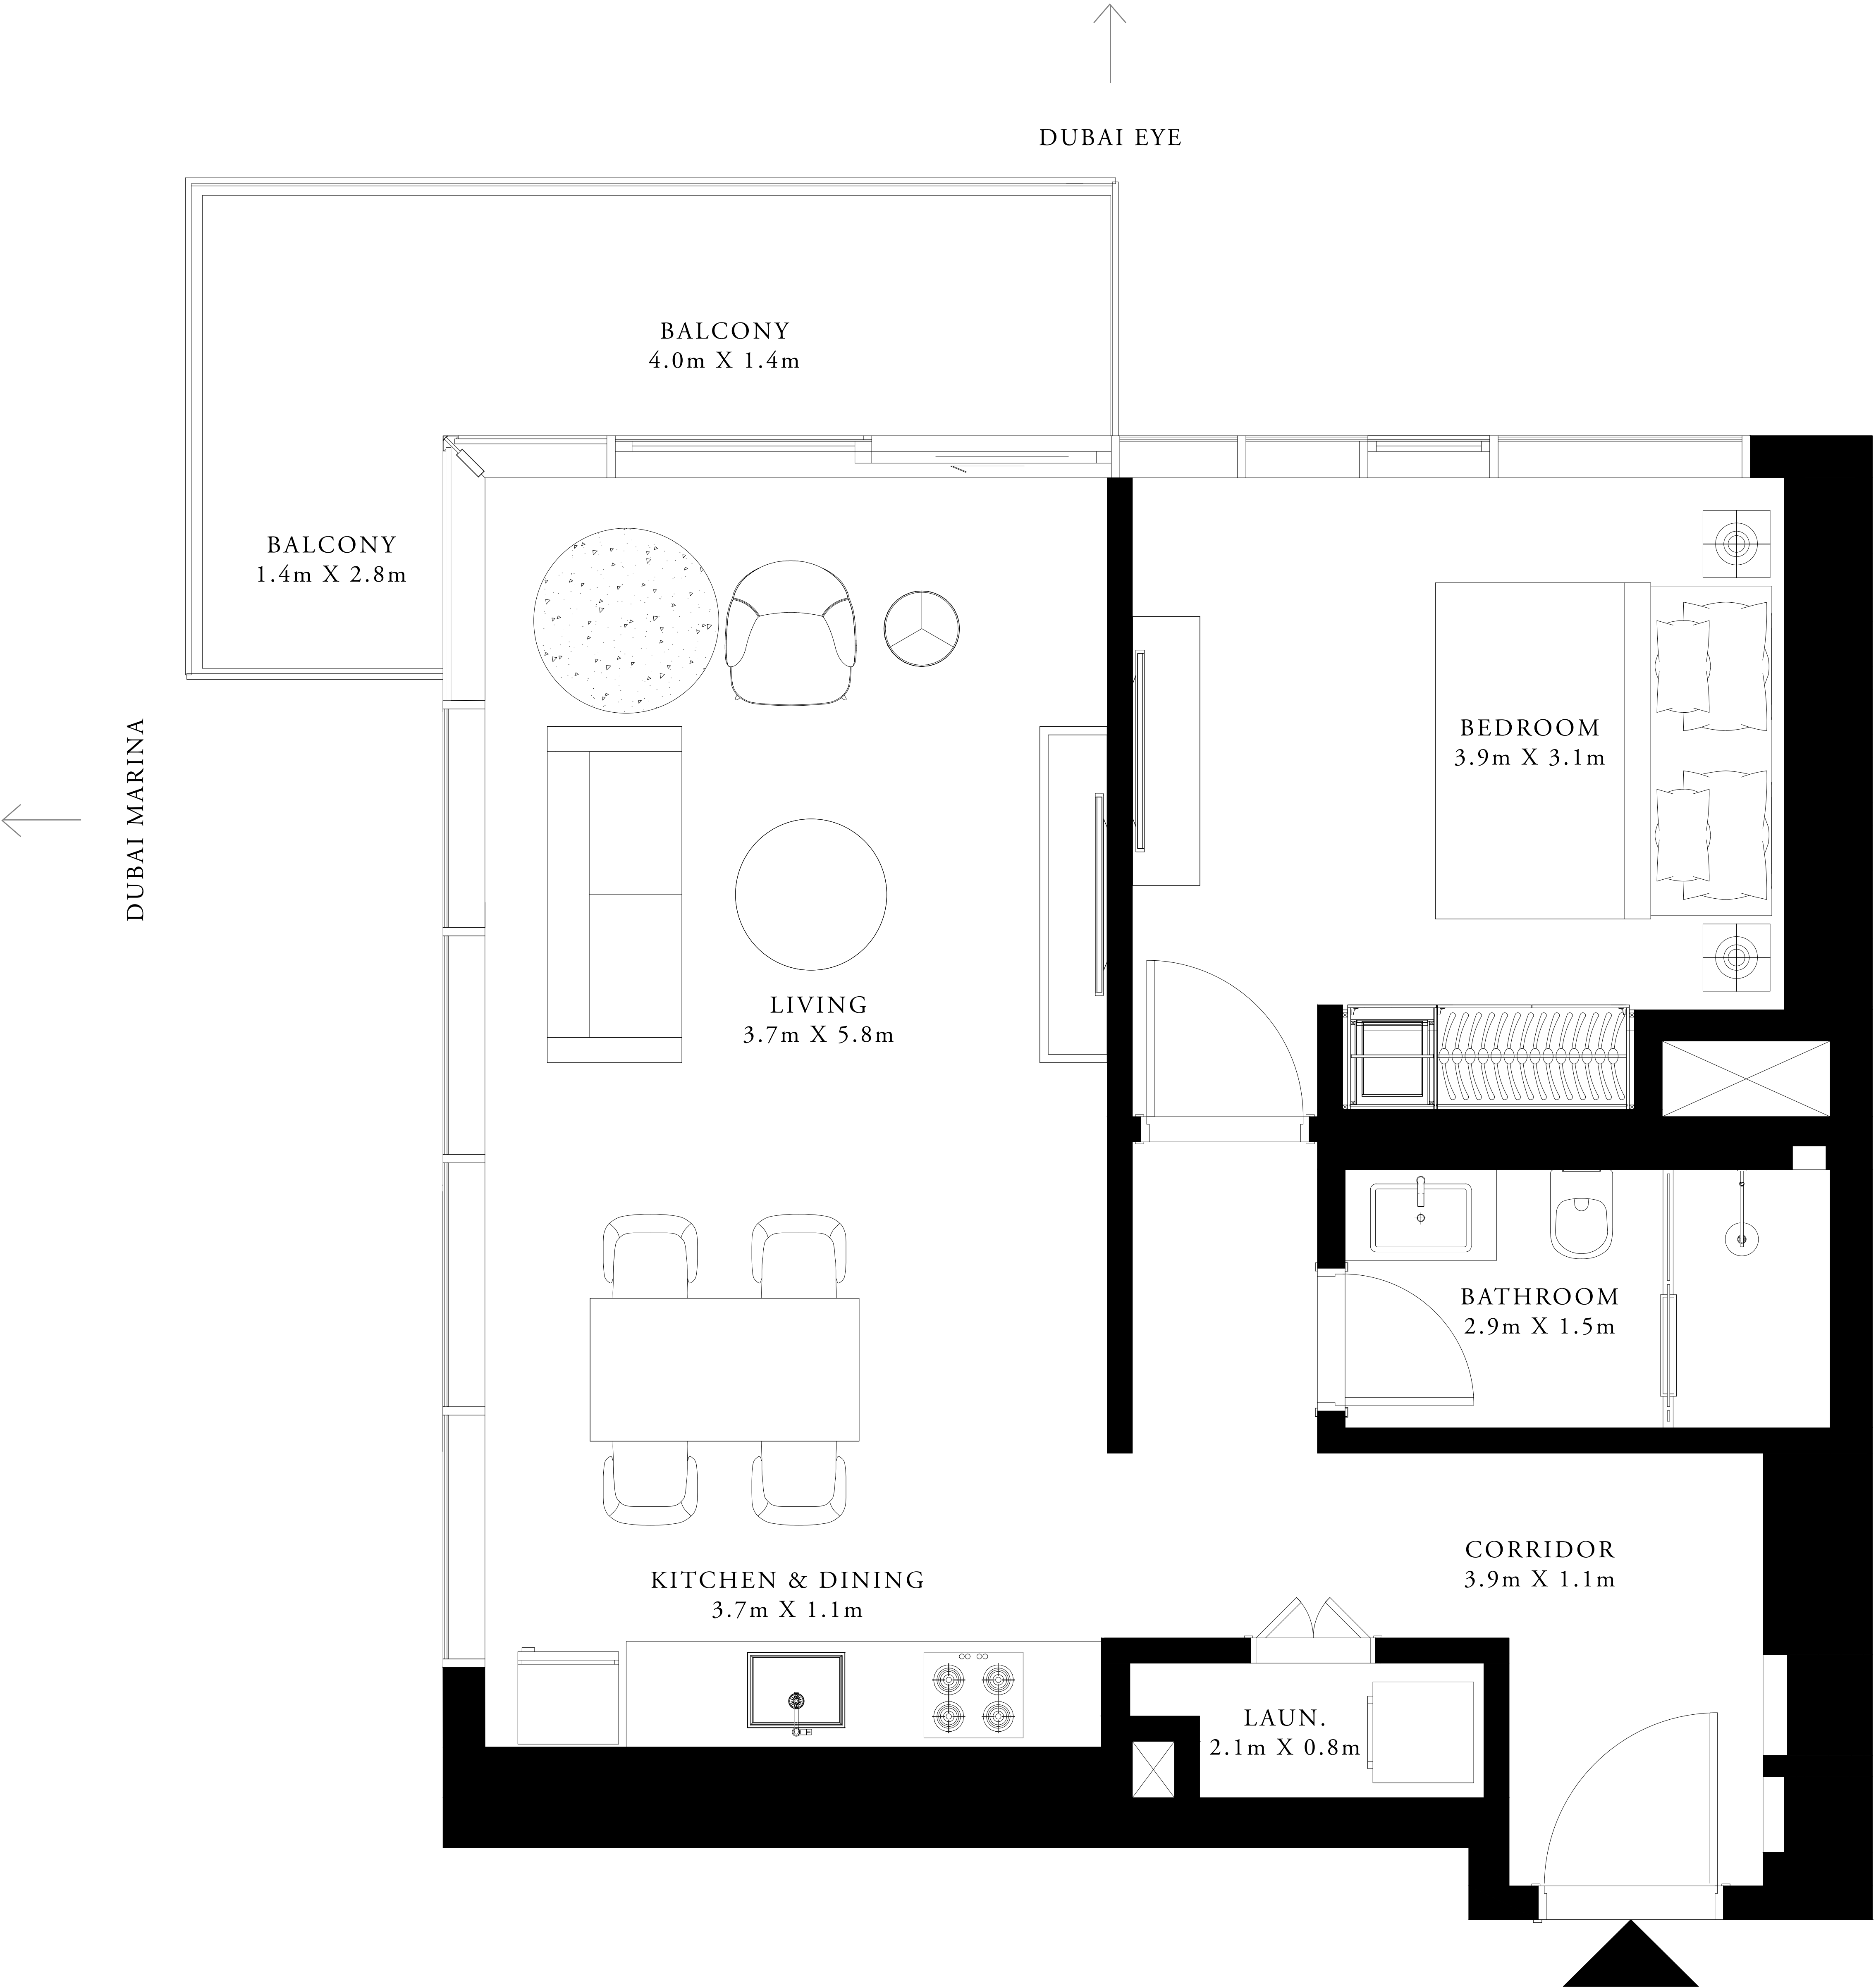 DUBAI EYE
BALCONY
4.0m X 1.4m
BALCONY
1.4m X 2.8m
DUBAI MARINA
BEDROOM
3.9m X 3.1m
LIVING
3.7m X 5.8m
BATHROOM
2.9m X 1.5m
CORRIDOR
3.9m X 1.1m
KITCHEN & DINING
3.7m X 1.1m
LAUN.
2.1m X 0.8m